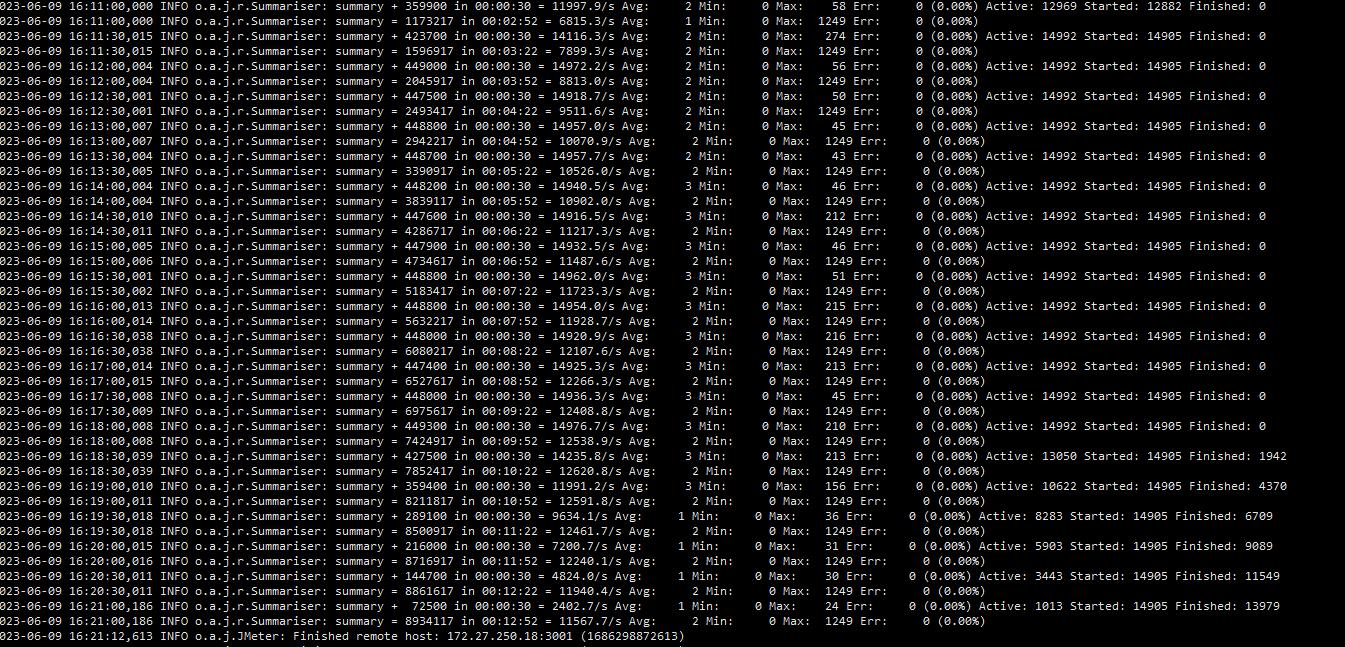 023-06-09 16:11:00,000 INFO o.a.j.r.Summariser: summary + 359900 in 00:00:30 = 11997.9/s Avg: 2 Min: 0 Max: 58 Err: 0 (0.00%) Active: 12969 Started: 12882 Finished: 0
023-06-09 16:11:00,000 INFO o.a.j.r.Summariser: summary = 1173217 in 00:02:52 = 6815.3/s Avg: 1 Min: 0 Max: 1249 Err: 0 (0.00%)
023-06-09 16:11:30,015 INFO o.a.j.r.Summariser: summary + 423700 in 00:00:30 = 14116.3/s Avg: 2 Min: 0 Max: 274 Err: 0 (0.00%) Active: 14992 Started: 14905 Finished: 0
023-06-09 16:11:30,015 INFO o.a.j.r.Summariser: summary = 1596917 in 00:03:22 = 7899.3/s Avg: 2 Min: 0 Max: 1249 Err: 0 (0.00%)
023-06-09 16:12:00,004 INFO o.a.j.r.Summariser: summary + 449000 in 00:00:30 = 14972.2/s Avg: 2 Min: 0 Max: 56 Err: 0 (0.00%) Active: 14992 Started: 14905 Finished: 0
023-06-09 16:12:00,004 INFO o.a.j.r.Summariser: summary = 2045917 in 00:03:52 = 8813.0/s Avg: 2 Min: 0 Max: 1249 Err: 0 (0.00%)
023-06-09 16:12:30,001 INFO o.a.j.r.Summariser: summary + 447500 in 00:00:30 = 14918.7/s Avg: 2 Min: 0 Max: 50 Err: 0 (0.00%) Active: 14992 Started: 14905 Finished: 0
023-06-09 16:12:30,001 INFO o.a.j.r.Summariser: summary = 2493417 in 00:04:22 = 9511.6/s Avg: 2 Min: 0 Max: 1249 Err: 0 (0.00%)
023-06-09 16:13:00,007 INFO o.a.j.r.Summariser: summary + 448800 in 00:00:30 = 14957.0/s Avg: 2 Min: 0 Max: 45 Err: 0 (0.00%) Active: 14992 Started: 14905 Finished: 0
023-06-09 16:13:00,007 INFO o.a.j.r.Summariser: summary = 2942217 in 00:04:52 = 10070.9/s Avg: 2 Min: 0 Max: 1249 Err: 0 (0.00%)
023-06-09 16:13:30,004 INFO o.a.j.r.Summariser: summary + 448700 in 00:00:30 = 14957.7/s Avg: 2 Min: 0 Max: 43 Err: 0 (0.00%) Active: 14992 Started: 14905 Finished: 0
023-06-09 16:13:30,005 INFO o.a.j.r.Summariser: summary = 3390917 in 00:05:22 = 10526.0/s Avg: 2 Min: 0 Max: 1249 Err: 0 (0.00%)
023-06-09 16:14:00,004 INFO o.a.j.r.Summariser: summary + 448200 in 00:00:30 = 14940.5/s Avg: 3 Min: 0 Max: 46 Err: 0 (0.00%) Active: 14992 Started: 14905 Finished: 0
023-06-09 16:14:00,004 INFO o.a.j.r.Summariser: summary = 3839117 in 00:05:52 = 10902.0/s Avg: 2 Min: 0 Max: 1249 Err: 0 (0.00%)
023-06-09 16:14:30,010 INFO o.a.j.r.Summariser: summary + 447600 in 00:00:30 = 14916.5/s Avg: 3 Min: 0 Max: 212 Err: 0 (0.00%) Active: 14992 Started: 14905 Finished: 0
023-06-09 16:14:30,011 INFO o.a.j.r.Summariser: summary = 4286717 in 00:06:22 = 11217.3/s Avg: 2 Min: 0 Max: 1249 Err: 0 (0.00%)
023-06-09 16:15:00,005 INFO o.a.j.r.Summariser: summary + 447900 in 00:00:30 = 14932.5/s Avg: 3 Min: 0 Max: 46 Err: 0 (0.00%) Active: 14992 Started: 14905 Finished: 0
023-06-09 16:15:00,006 INFO o.a.j.r.Summariser: summary = 4734617 in 00:06:52 = 11487.6/s Avg: 2 Min: 0 Max: 1249 Err: 0 (0.00%)
023-06-09 16:15:30,001 INFO o.a.j.r.Summariser: summary + 448800 in 00:00:30 = 14962.0/s Avg: 3 Min: 0 Max: 51 Err: 0 (0.00%) Active: 14992 Started: 14905 Finished: 0
023-06-09 16:15:30,002 INFO o.a.j.r.Summariser: summary = 5183417 in 00:07:22 = 11723.3/s Avg: 2 Min: 0 Max: 1249 Err: 0 (0.00%)
023-06-09 16:16:00,013 INFO o.a.j.r.Summariser: summary + 448800 in 00:00:30 = 14954.0/s Avg: 3 Min: 0 Max: 215 Err: 0 (0.00%) Active: 14992 Started: 14905 Finished: 0
023-06-09 16:16:00,014 INFO o.a.j.r.Summariser: summary = 5632217 in 00:07:52 = 11928.7/s Avg: 2 Min: 0 Max: 1249 Err: 0 (0.00%)
023-06-09 16:16:30,038 INFO o.a.j.r.Summariser: summary + 448000 in 00:00:30 = 14920.9/s Avg: 3 Min: 0 Max: 216 Err: 0 (0.00%) Active: 14992 Started: 14905 Finished: 0
023-06-09 16:16:30,038 INFO o.a.j.r.Summariser: summary = 6080217 in 00:08:22 = 12107.6/s Avg: 2 Min: 0 Max: 1249 Err: 0 (0.00%)
023-06-09 16:17:00,014 INFO o.a.j.r.Summariser: summary + 447400 in 00:00:30 = 14925.3/s Avg: 3 Min: 0 Max: 213 Err: 0 (0.00%) Active: 14992 Started: 14905 Finished: 0
023-06-09 16:17:00,015 INFO o.a.j.r.Summariser: summary = 6527617 in 00:08:52 = 12266.3/s Avg: 2 Min: 0 Max: 1249 Err: 0 (0.00%)
023-06-09 16:17:30,008 INFO o.a.j.r.Summariser: summary + 448000 in 00:00:30 = 14936.3/s Avg: 3 Min: 0 Max: 45 Err: 0 (0.00%) Active: 14992 Started: 14905 Finished: 0
023-06-09 16:17:30,009 INFO o.a.j.r.Summariser: summary = 6975617 in 00:09:22 = 12408.8/s Avg: 2 Min: 0 Max: 1249 Err: 0 (0.00%)
023-06-09 16:18:00,008 INFO o.a.j.r.Summariser: summary + 449300 in 00:00:30 = 14976.7/s Avg: 3 Min: 0 Max: 210 Err: 0 (0.00%) Active: 14992 Started: 14905 Finished: 0
023-06-09 16:18:00,008 INFO o.a.j.r.Summariser: summary = 7424917 in 00:09:52 = 12538.9/s Avg: 2 Min: 0 Max: 1249 Err: 0 (0.00%)
023-06-09 16:18:30,039 INFO o.a.j.r.Summariser: summary + 427500 in 00:00:30 = 14235.8/s Avg: 3 Min: 0 Max: 213 Err: 0 (0.00%) Active: 13050 Started: 14905 Finished: 1942
023-06-09 16:18:30,039 INFO o.a.j.r.Summariser: summary = 7852417 in 00:10:22 = 12620.8/s Avg: 2 Min: 0 Max: 1249 Err: 0 (0.00%)
023-06-09 16:19:00,010 INFO o.a.j.r.Summariser: summary + 359400 in 00:00:30 = 11991.2/s Avg: 3 Min: 0 Max: 156 Err: 0 (0.00%) Active: 10622 Started: 14905 Finished: 4370
023-06-09 16:19:00,011 INFO o.a.j.r.Summariser: summary = 8211817 in 00:10:52 = 12591.8/s Avg: 2 Min: 0 Max: 1249 Err: 0 (0.00%)
023-06-09 16:19:30,018 INFO o.a.j.r.Summariser: summary + 289100 in 00:00:30 = 9634.1/s Avg: 1 Min: 0 Max: 36 Err: 0 (0.00%) Active: 8283 Started: 14905 Finished: 6709
023-06-09 16:19:30,018 INFO o.a.j.r.Summariser: summary = 8500917 in 00:11:22 = 12461.7/s Avg: 2 Min: 0 Max: 1249 Err: 0 (0.00%)
023-06-09 16:20:00,015 INFO o.a.j.r.Summariser: summary + 216000 in 00:00:30 = 7200.7/s Avg: 1 Min: 0 Max: 31 Err: 0 (0.00%) Active: 5903 Started: 14905 Finished: 9089
023-06-09 16:20:00,016 INFO o.a.j.r.Summariser: summary = 8716917 in 00:11:52 = 12240.1/s Avg: 2 Min: 0 Max: 1249 Err: 0 (0.00%)
023-06-09 16:20:30,011 INFO o.a.j.r.Summariser: summary + 144700 in 00:00:30 = 4824.0/s Avg: 1 Min: 0 Max: 30 Err: 0 (0.00%) Active: 3443 Started: 14905 Finished: 11549
023-06-09 16:20:30,011 INFO o.a.j.r.Summariser: summary = 8861617 in 00:12:22 = 11940.4/s Avg: 2 Min: 0 Max: 1249 Err: 0 (0.00%)
023-06-09 16:21:00,186 INFO o.a.j.r.Summariser: summary + 72500 in 00:00:30 = 2402.7/s Avg: 1 Min: 0 Max: 24 Err: 0 (0.00%) Active: 1013 Started: 14905 Finished: 13979
023-06-09 16:21:00,186 INFO o.a.j.r.Summariser: summary = 8934117 in 00:12:52 = 11567.7/s Avg: 2 Min: 0 Max: 1249 Err: 0 (0.00%)
023-06-09 16:21:12,613 INFO o.a.j.JMeter: Finished remote host: 172.27.250.18:3001 (1686298872613)